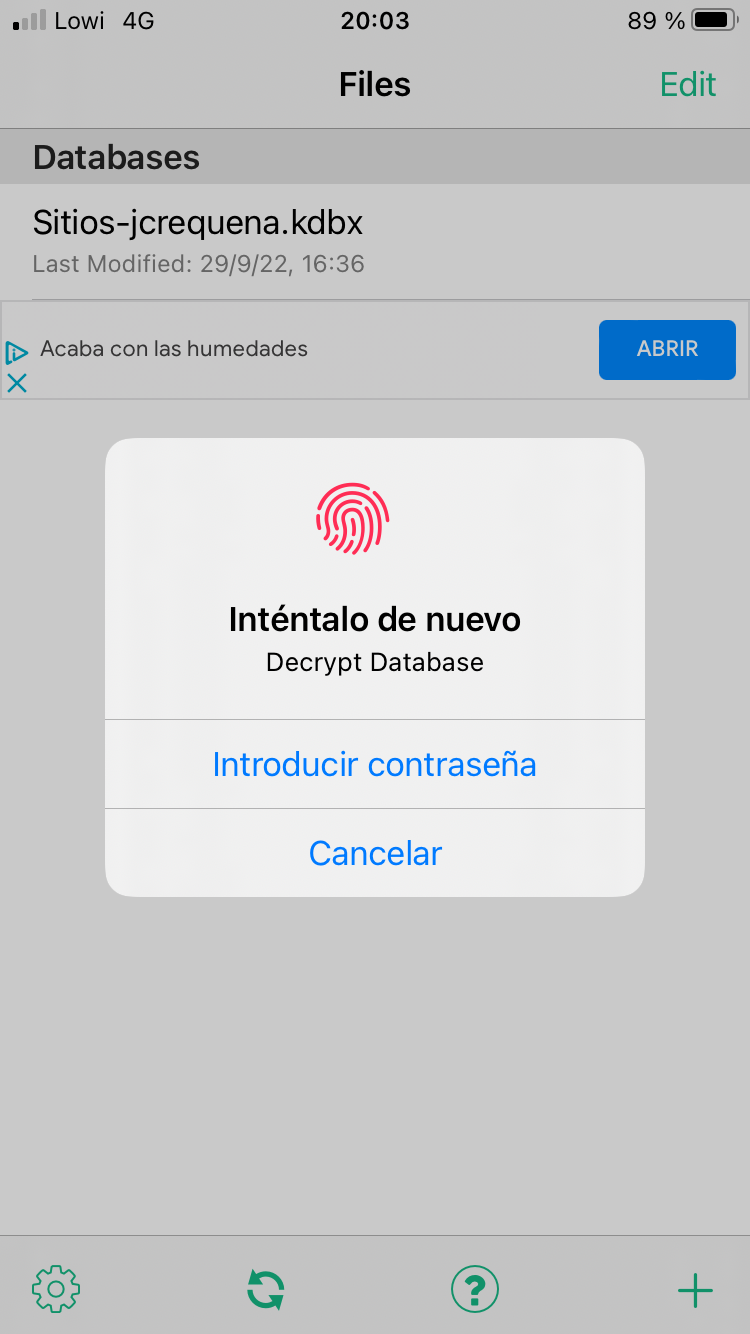 Lowi 4G 20:03 89 %
Files Edit
Databases
Sitios-jcrequena.kdbx
Last Modified: 29/9/22, 16:36
Acaba con las humedades ABRIR
Inténtalo de nuevo
Decrypt Database
Introducir contraseña
Cancelar